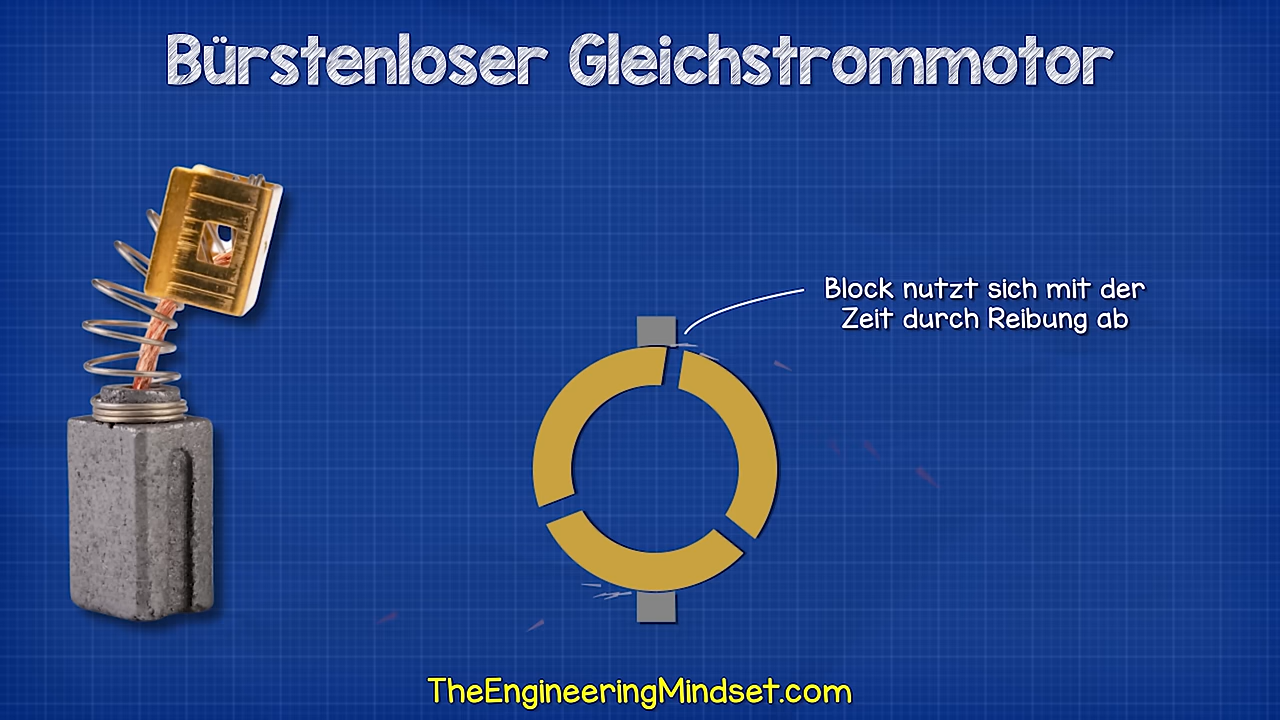 Bürstenloser Gleichstrommotor
Block nutzt sich mit der
Zeit durch Reibung ab
TheEngineeringMindset.com